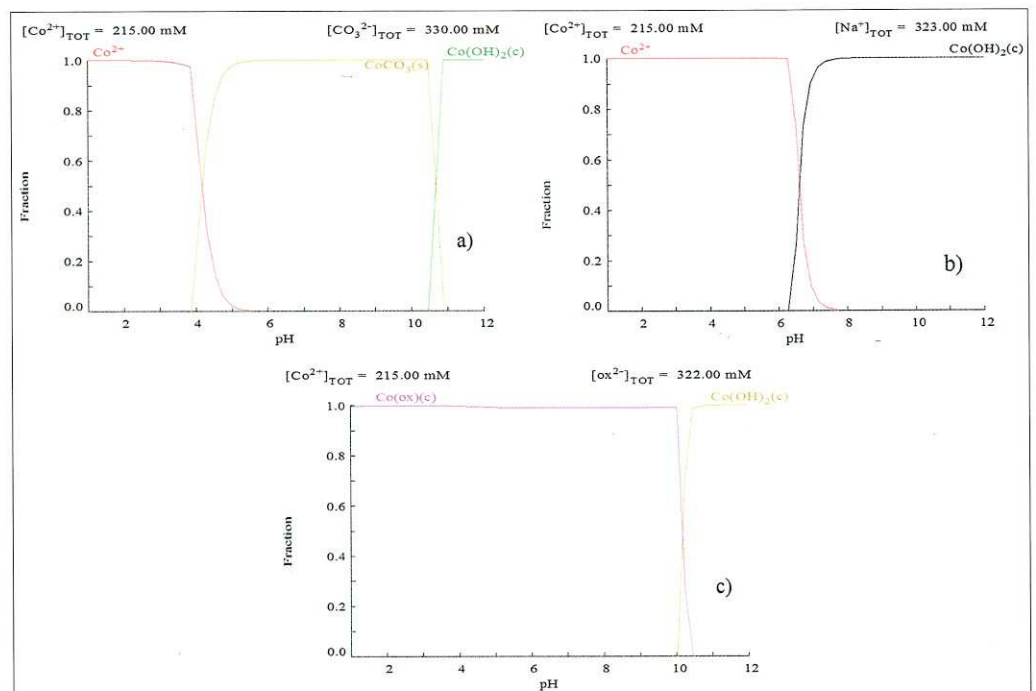 [Co²⁺]TOT = 215.00 mM [CO₃²⁻]TOT = 330.00 mM
Co²⁺ CoCO₃(s) Co(OH)₂(c)
1.0
0.8
0.6
0.4
0.2
0.0
Fraction
2 4 6 8 10 12
pH
a)
[Co²⁺]TOT = 215.00 mM [Na⁺]TOT = 323.00 mM
Co²⁺ Co(OH)₂(c)
1.0
0.8
0.6
0.4
0.2
0.0
Fraction
2 4 6 8 10 12
pH
b)
[Co²⁺]TOT = 215.00 mM [ox²⁻]TOT = 322.00 mM
Co(ox)(c) Co(OH)₂(c)
1.0
0.8
0.6
0.4
0.2
0.0
Fraction
2 4 6 8 10 12
pH
c)